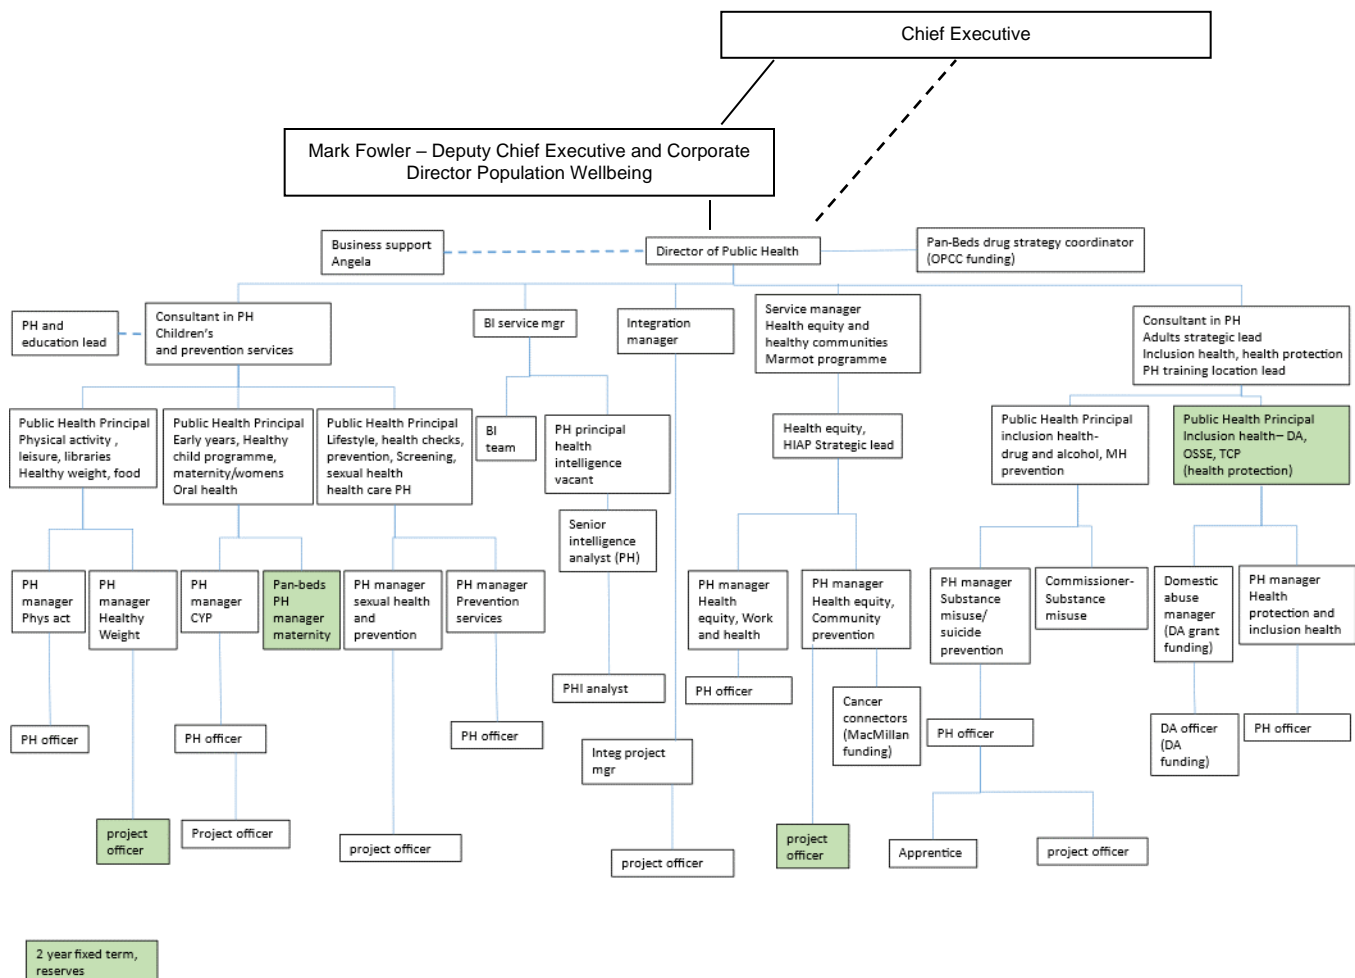 Chief Executive
Mark Fowler – Deputy Chief Executive and Corporate
Director Population Wellbeing
Business support
Angela
Director of Public Health
Pan-Beds drug strategy coordinator
(OPCC funding)
PH and
education lead
Consultant in PH
Children's
and prevention services
BI service mgr
Integration
manager
Service manager
Health equity and
healthy communities
Marmot programme
Consultant in PH
Adults strategic lead
Inclusion health, health protection
PH training location lead
Public Health Principal
Physical activity ,
leisure, libraries
Healthy weight, food
Public Health Principal
Early years, Healthy
child programme,
maternity/womens
Oral health
Public Health Principal
Lifestyle, health checks,
prevention, Screening,
sexual health
health care PH
BI
team
PH principal
health
intelligence
vacant
Health equity,
HIAP Strategic lead
Public Health Principal
inclusion health-
drug and alcohol, MH
prevention
Public Health Principal
Inclusion health– DA,
OSSE, TCP
(health protection)
Senior
intelligence
analyst (PH)
PH
manager
Phys act
PH
manager
Healthy
Weight
PH
manager
CYP
Pan-beds
PH
manager
maternity
PH manager
sexual health
and
prevention
PH manager
Prevention
services
PH manager
Health
equity, Work
and health
PH manager
Health equity,
Community
prevention
PH manager
Substance
misuse/
suicide
prevention
Commissioner-
Substance
misuse
Domestic
abuse
manager
(DA grant
funding)
PH manager
Health
protection and
inclusion health
PHI analyst
PH officer
Cancer
connectors
(MacMillan
funding)
PH officer
PH officer
PH officer
Integ project
mgr
PH officer
DA officer
(DA
funding)
PH officer
project
officer
Project officer
project officer
project officer
project
officer
Apprentice
project officer
2 year fixed term,
reserves